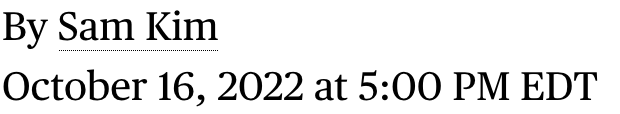 By Sam Kim
October 16, 2022 at 5:00 PM EDT